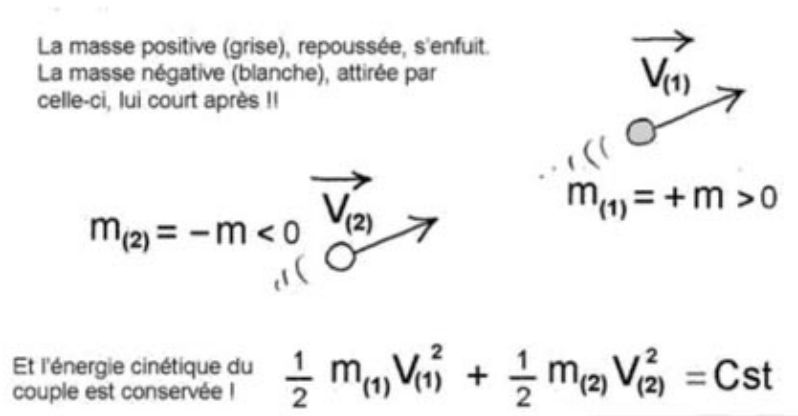 La masse positive (grise), repoussée, s'enfuit.
La masse négative (blanche), attirée par
celle-ci, lui court après !!
V(1)
m(1) = + m > 0
V(2)
m(2) = – m < 0
Et l'énergie cinétique du
couple est conservée !
1/2 m(1) V(1)² + 1/2 m(2) V(2)² = Cst